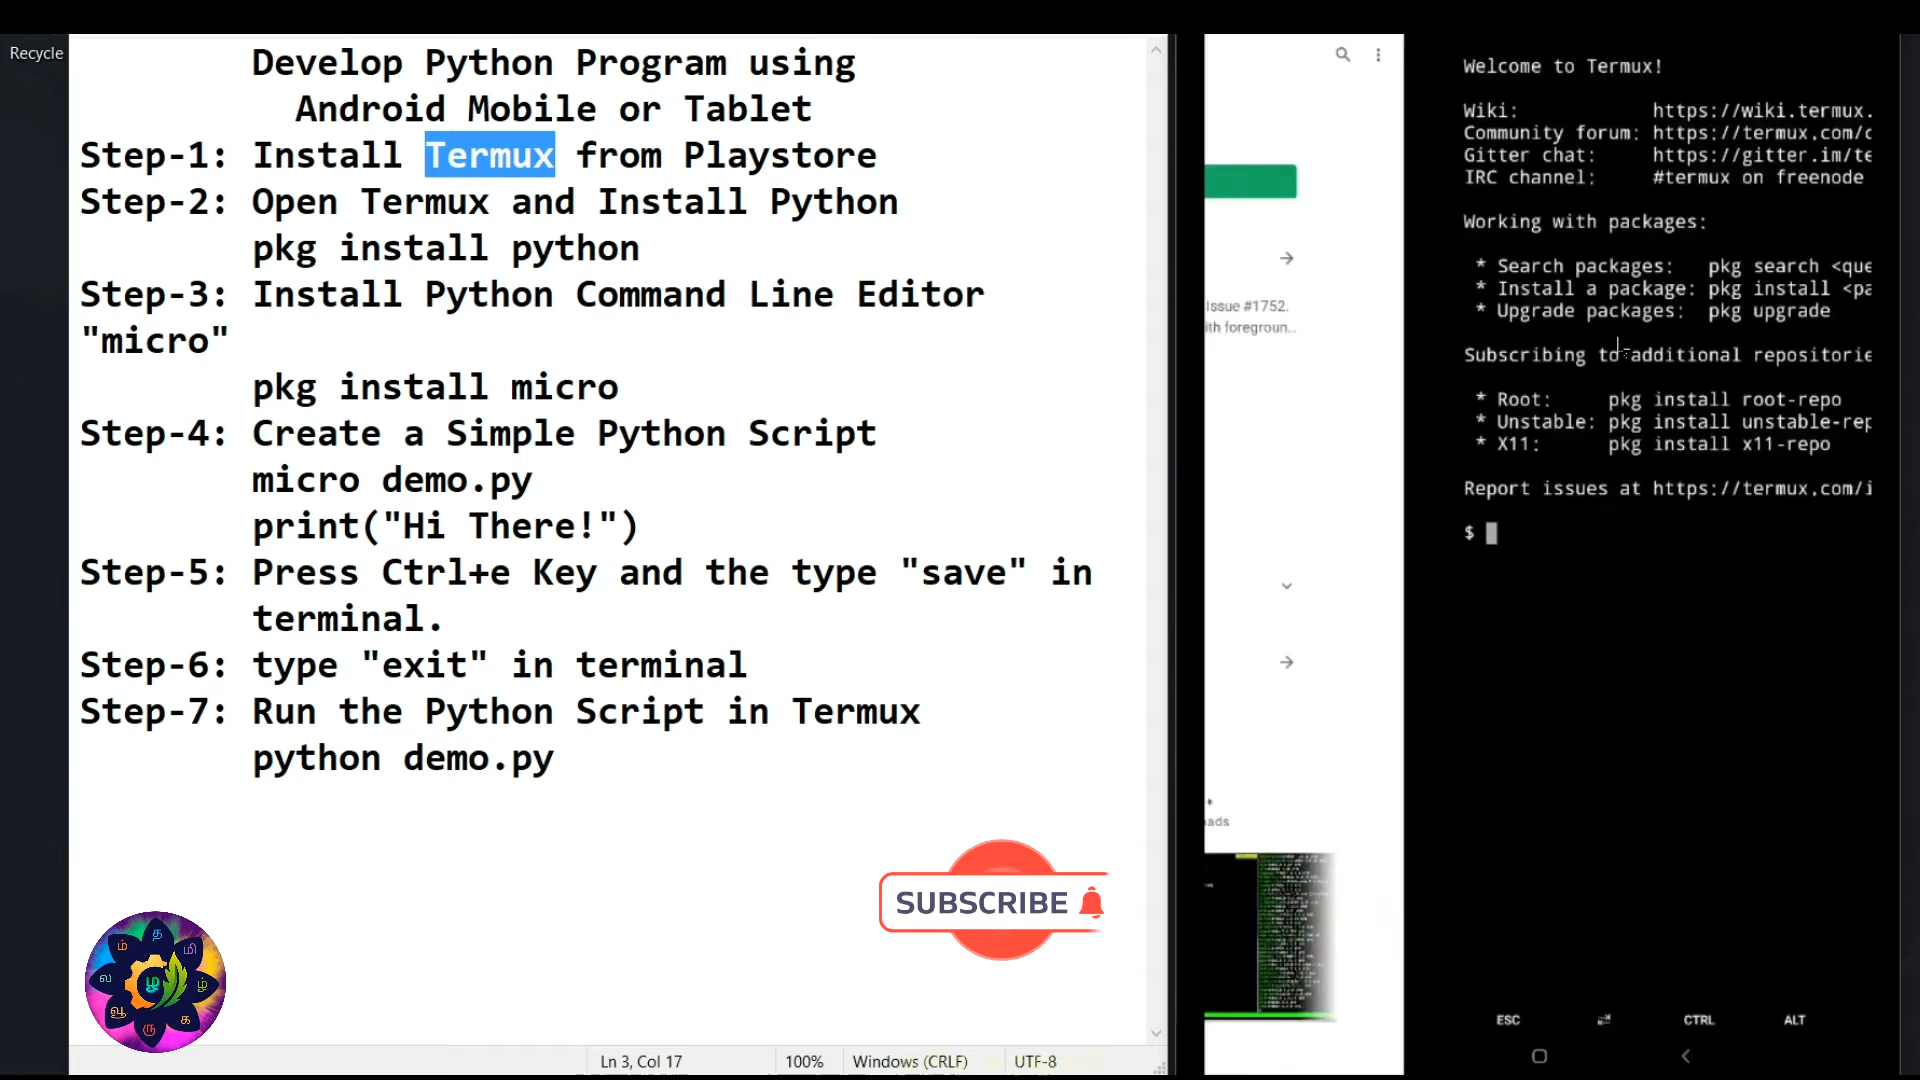 Recycle
Develop Python Program using
Android Mobile or Tablet
Step-1: Install Termux from Playstore
Step-2: Open Termux and Install Python
pkg install python
Step-3: Install Python Command Line Editor
"micro"
pkg install micro
Step-4: Create a Simple Python Script
micro demo.py
print("Hi There!")
Step-5: Press Ctrl+e Key and the type "save" in
terminal.
Step-6: type "exit" in terminal
Step-7: Run the Python Script in Termux
python demo.py
SUBSCRIBE
த
மி
ழ்
க
ரு
வூ
ல
ம்
ழ
Ln 3, Col 17
100%
Windows (CRLF)
UTF-8
Issue #1752.
ith foregroun...
ads
Welcome to Termux!
Wiki: https://wiki.termux.
Community forum: https://termux.com/c
Gitter chat: https://gitter.im/te
IRC channel: #termux on freenode
Working with packages:
* Search packages: pkg search <que
* Install a package: pkg install <pa
* Upgrade packages: pkg upgrade
Subscribing to additional repositorie
* Root: pkg install root-repo
* Unstable: pkg install unstable-rep
* X11: pkg install x11-repo
Report issues at https://termux.com/i
$
ESC
CTRL
ALT